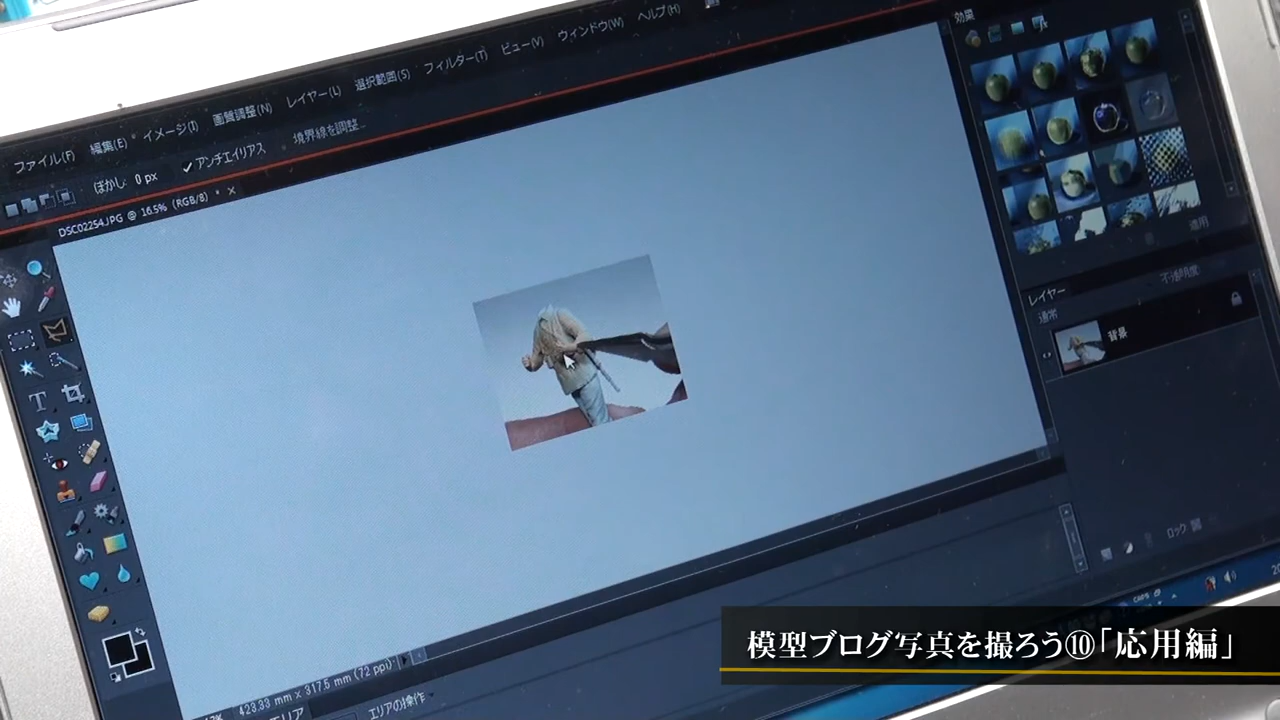 ファイル(F) 編集(E) イメージ(I) 画質調整(N) レイヤー(L) 選択範囲(S) フィルター(T) ビュー(V) ウィンドウ(W) ヘルプ(H)
ぼかし: 0 px ✓アンチエイリアス 境界線を調整...
DSC02254.JPG @ 16.5% (RGB/8) * ×
効果
適用
レイヤー
通常 不透明度:
背景
ロック:
423.33 mm x 317.5 mm (72 ppi)
エリアの操作
CAPS
模型ブログ写真を撮ろう⑩「応用編」